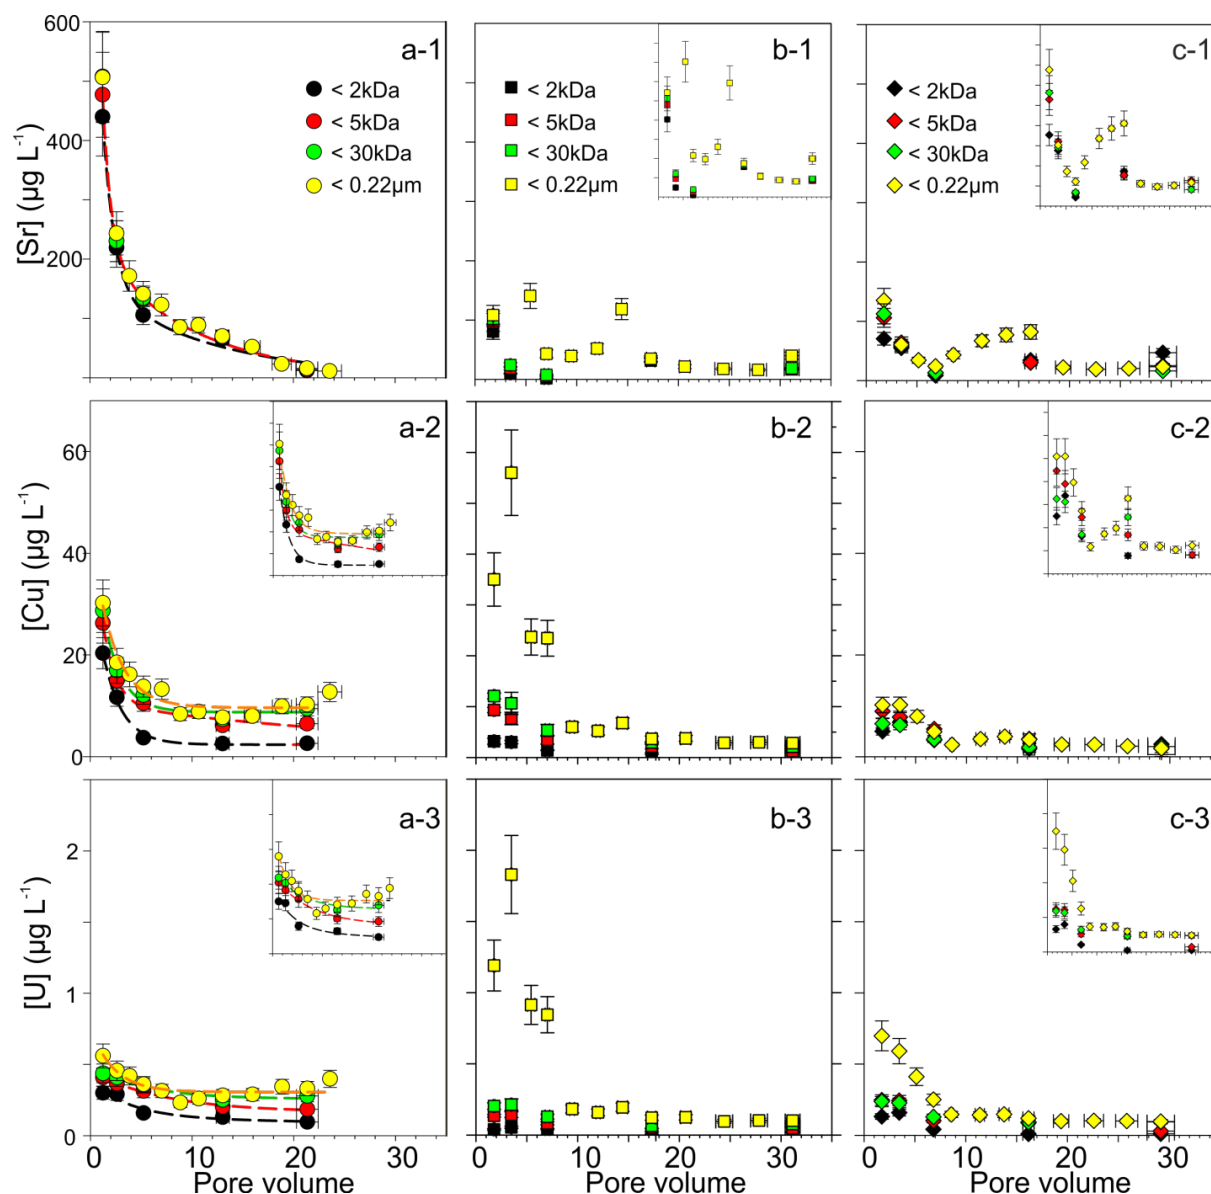 600
400
200
[Sr] (µg L⁻¹)
a-1
< 2kDa
< 5kDa
< 30kDa
< 0.22µm
b-1
< 2kDa
< 5kDa
< 30kDa
< 0.22µm
c-1
< 2kDa
< 5kDa
< 30kDa
< 0.22µm
60
40
20
0
[Cu] (µg L⁻¹)
a-2
b-2
c-2
2
1
0
[U] (µg L⁻¹)
a-3
b-3
c-3
0 10 20 30
0 10 20 30
0 10 20 30
Pore volume
Pore volume
Pore volume